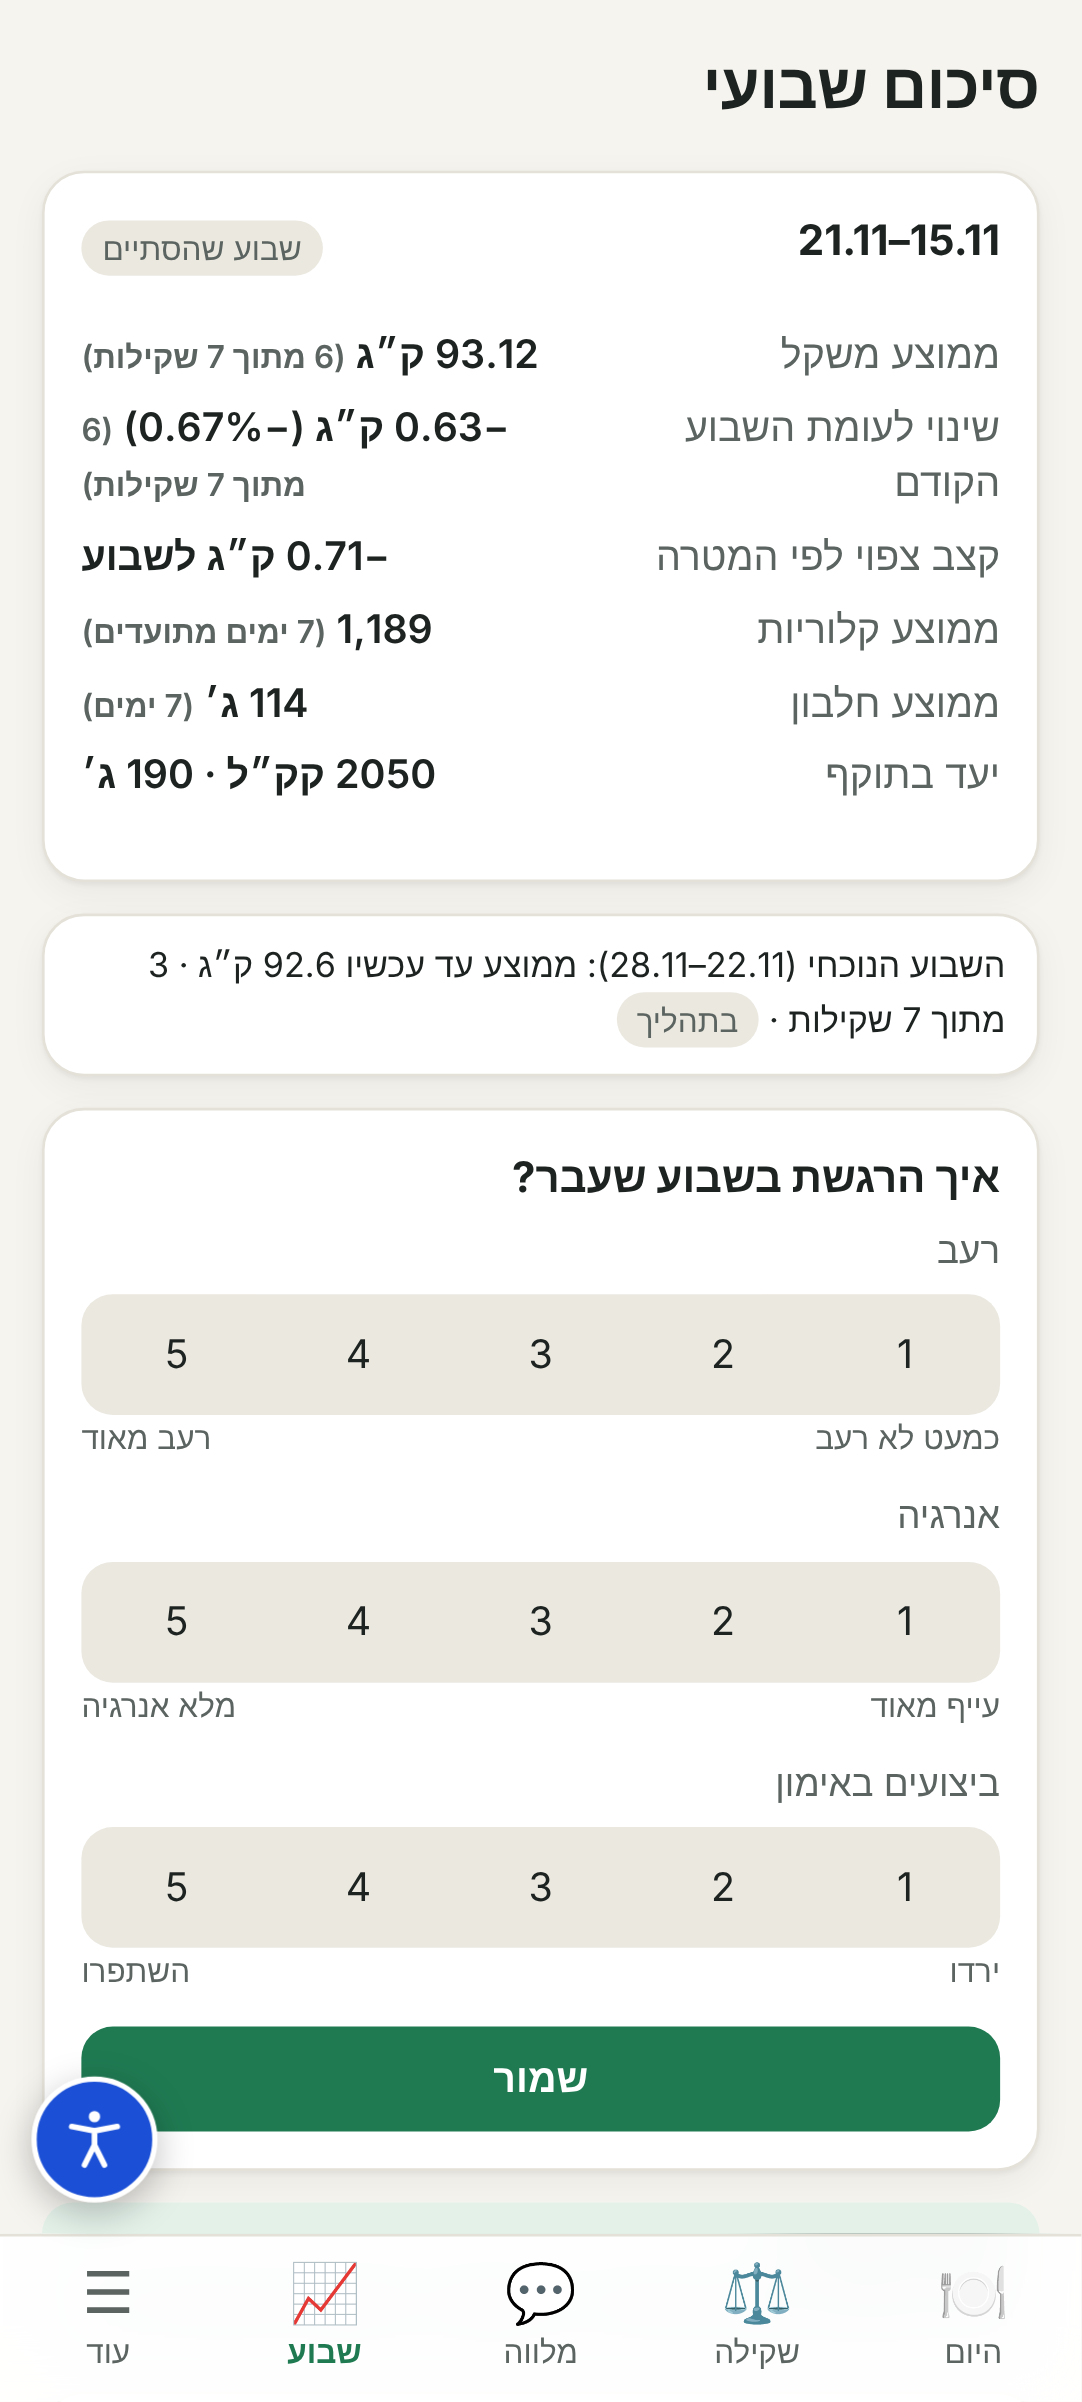 סיכום שבועי
15.11–21.11
שבוע שהסתיים
ממוצע משקל
93.12 ק״ג (6 מתוך 7 שקילות)
שינוי לעומת השבוע
הקודם
−0.63 ק״ג (−0.67%) (6
מתוך 7 שקילות)
קצב צפוי לפי המטרה
−0.71 ק״ג לשבוע
ממוצע קלוריות
1,189 (7 ימים מתועדים)
ממוצע חלבון
114 ג׳ (7 ימים)
יעד בתוקף
2050 קק״ל · 190 ג׳
השבוע הנוכחי (22.11–28.11): ממוצע עד עכשיו 92.6 ק״ג · 3
מתוך 7 שקילות · בתהליך
איך הרגשת בשבוע שעבר?
רעב
1 2 3 4 5
כמעט לא רעב
רעב מאוד
אנרגיה
1 2 3 4 5
עייף מאוד
מלא אנרגיה
ביצועים באימון
1 2 3 4 5
ירדו
השתפרו
שמור
היום
שקילה
מלווה
שבוע
עוד